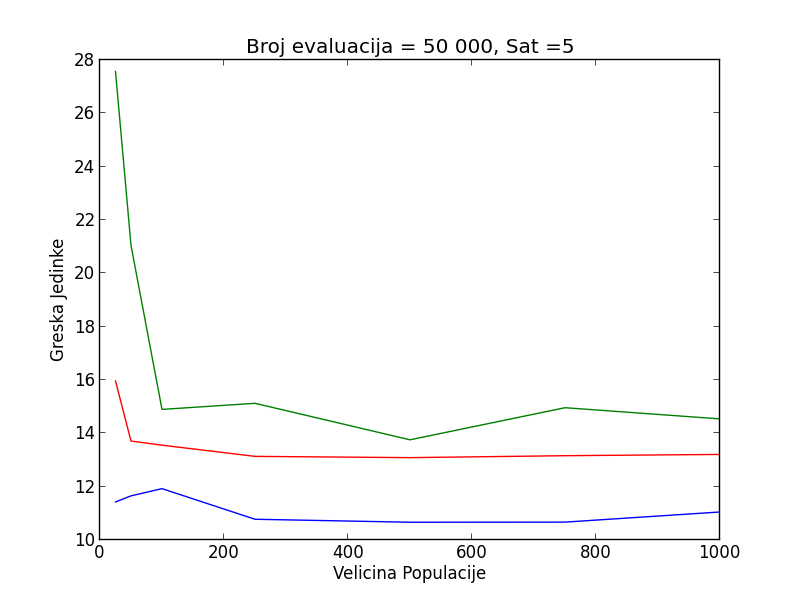 Broj evaluacija = 50 000, Sat =5
28
26
24
22
20
18
16
14
12
10
Greska Jedinke
0 200 400 600 800 1000
Velicina Populacije